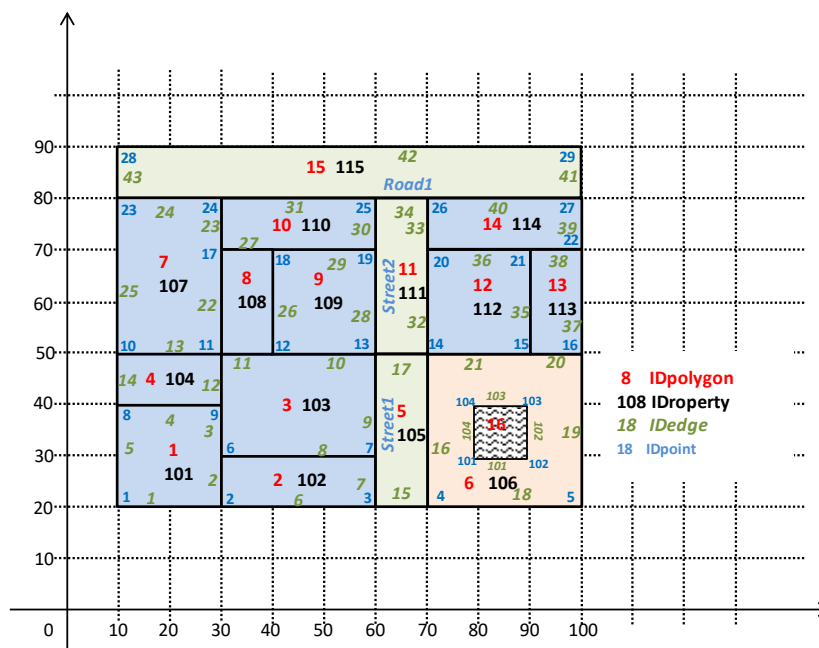 90 28 42 29
15 115
43 41
Road1
80
23 24 24 31 25 34 26 40 27
23 10 110 30 33 14 114 39
27 22
70
17 18 29 19 20 36 21 38
7 8 9 11 12 13
107 108 109 Street2 111 112 113
25 22 26 28 32 35 37
60
10 13 11 12 13 14 15 16
50
11 10 17 21 20
14 4 104 12
40
8 9 3 103 5 104 103 103
4 3 9 Street1 105 104 16 102 19
5 1 6 8 7 16 101 101 102
30
101 2 2 102 7 6 106
1 1 2 6 3 15 4 18 5
20
10
0 10 20 30 40 50 60 70 80 90 100
8 IDpolygon
108 IDroperty
18 IDedge
18 IDpoint